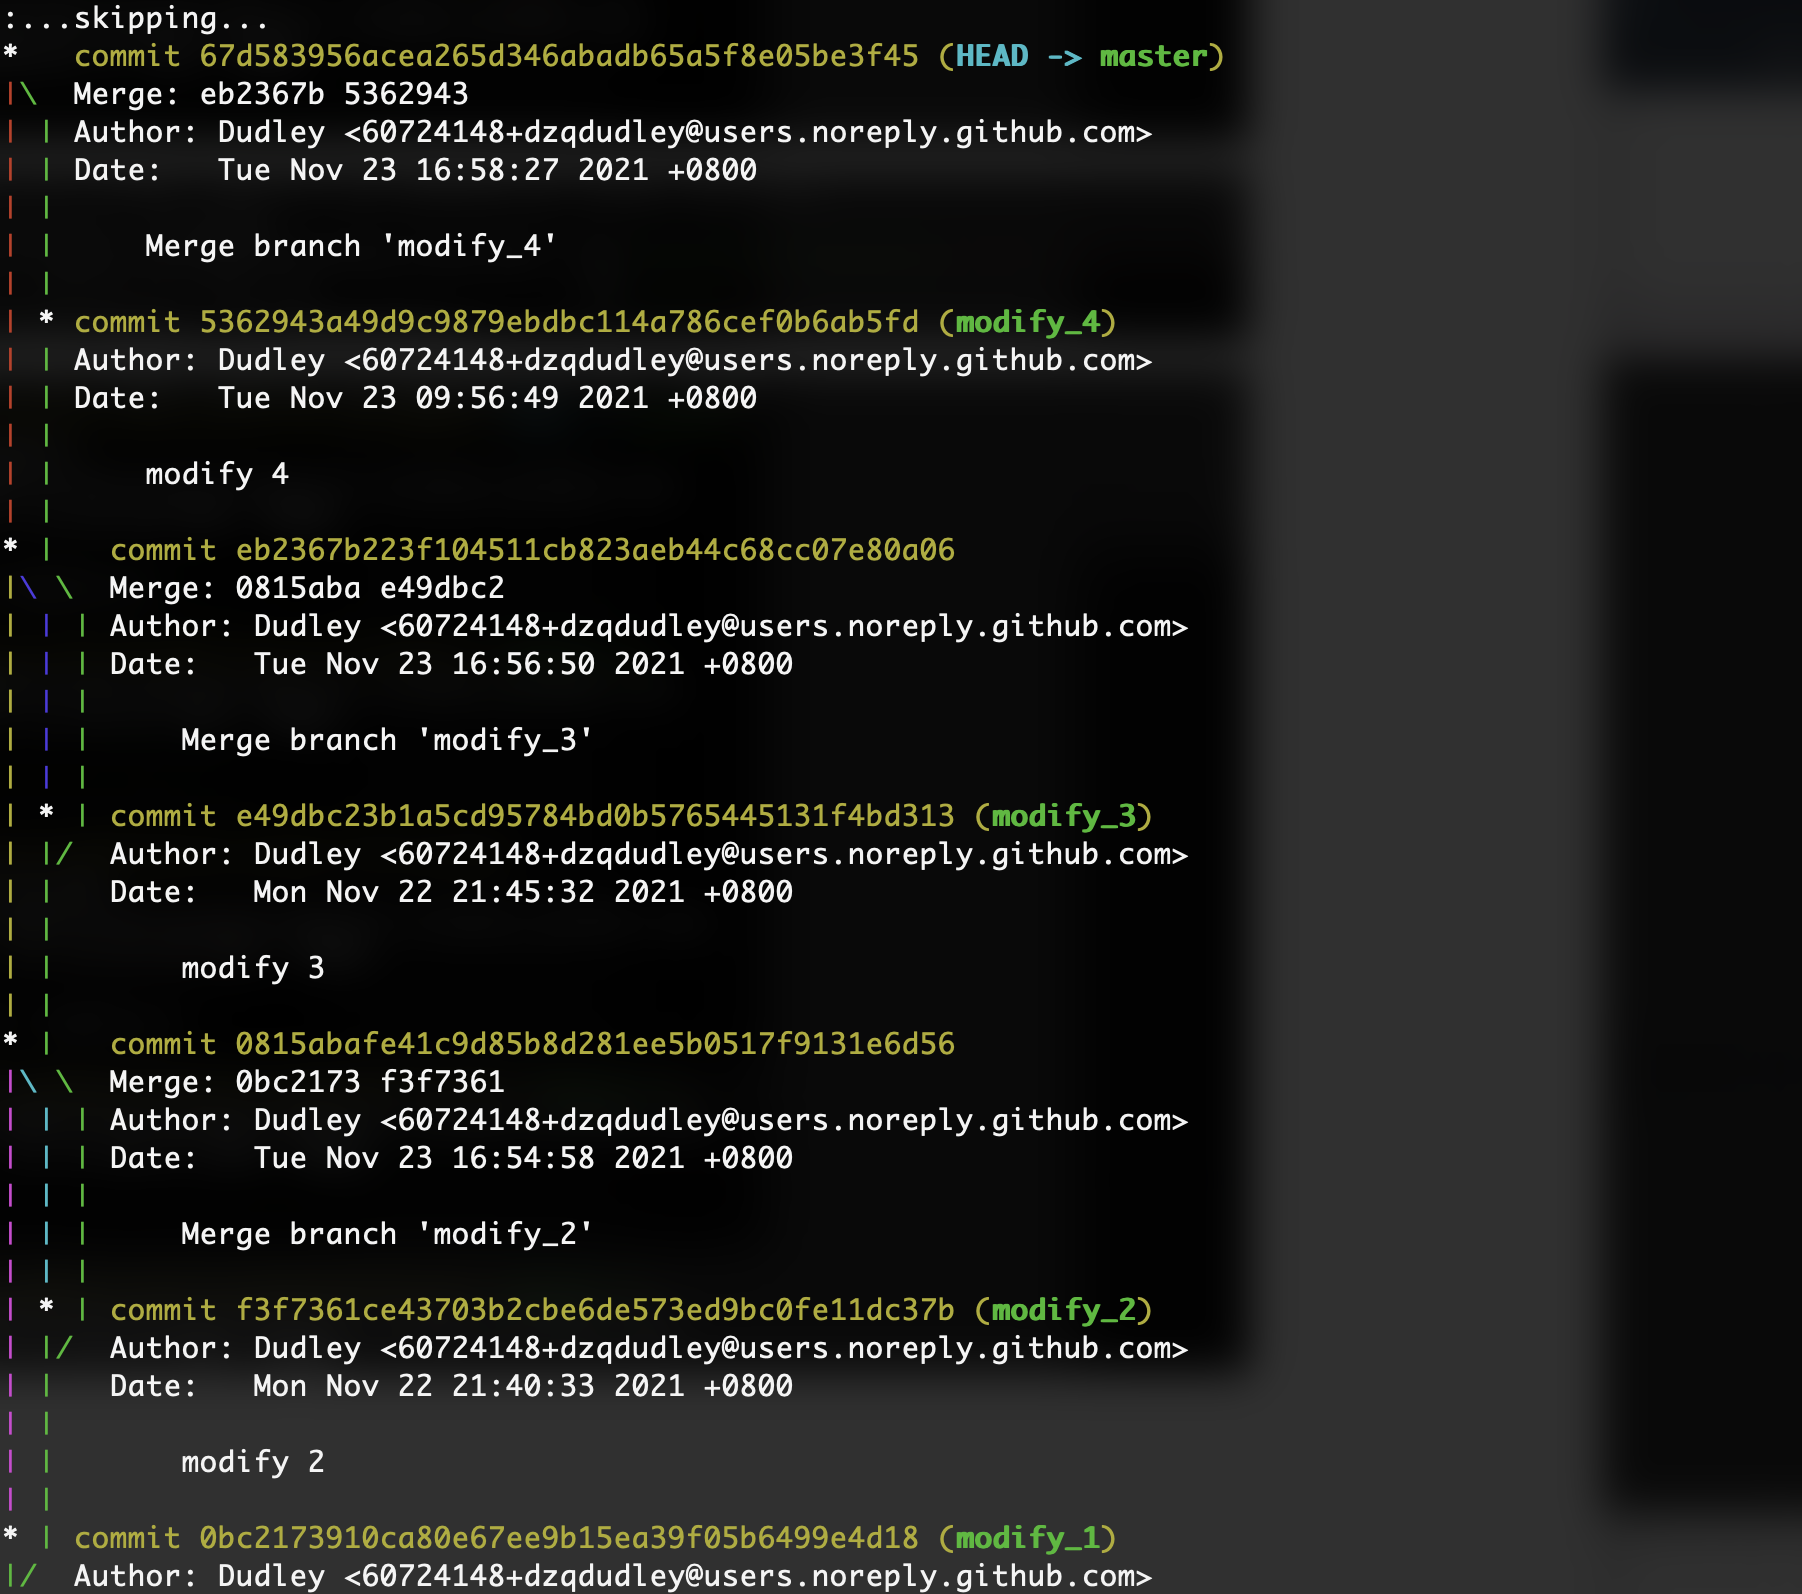 :...skipping...
*   commit 67d583956acea265d346abadb65a5f8e05be3f45 (HEAD -> master)
|\  Merge: eb2367b 5362943
| | Author: Dudley <60724148+dzqdudley@users.noreply.github.com>
| | Date:   Tue Nov 23 16:58:27 2021 +0800
| |
| |     Merge branch 'modify_4'
| |
| * commit 5362943a49d9c9879ebdbc114a786cef0b6ab5fd (modify_4)
| | Author: Dudley <60724148+dzqdudley@users.noreply.github.com>
| | Date:   Tue Nov 23 09:56:49 2021 +0800
| |
| |     modify 4
| |
* |   commit eb2367b223f104511cb823aeb44c68cc07e80a06
|\ \  Merge: 0815aba e49dbc2
| | | Author: Dudley <60724148+dzqdudley@users.noreply.github.com>
| | | Date:   Tue Nov 23 16:56:50 2021 +0800
| | |
| | |     Merge branch 'modify_3'
| | |
| * | commit e49dbc23b1a5cd95784bd0b5765445131f4bd313 (modify_3)
| |/  Author: Dudley <60724148+dzqdudley@users.noreply.github.com>
| |   Date:   Mon Nov 22 21:45:32 2021 +0800
| |
| |       modify 3
| |
* |   commit 0815abafe41c9d85b8d281ee5b0517f9131e6d56
|\ \  Merge: 0bc2173 f3f7361
| | | Author: Dudley <60724148+dzqdudley@users.noreply.github.com>
| | | Date:   Tue Nov 23 16:54:58 2021 +0800
| | |
| | |     Merge branch 'modify_2'
| | |
| * | commit f3f7361ce43703b2cbe6de573ed9bc0fe11dc37b (modify_2)
| |/  Author: Dudley <60724148+dzqdudley@users.noreply.github.com>
| |   Date:   Mon Nov 22 21:40:33 2021 +0800
| |
| |       modify 2
| |
* | commit 0bc2173910ca80e67ee9b15ea39f05b6499e4d18 (modify_1)
|/  Author: Dudley <60724148+dzqdudley@users.noreply.github.com>